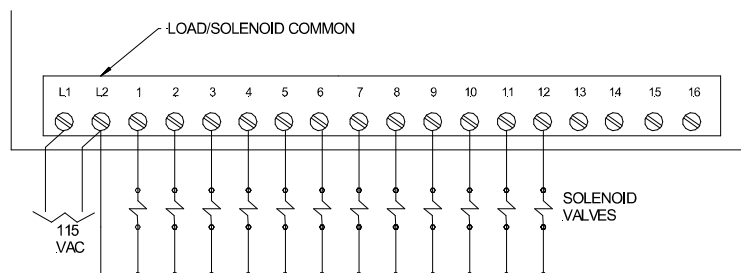 LOAD/SOLENOID COMMON
L1 L2 1 2 3 4 5 6 7 8 9 10 11 12 13 14 15 16
SOLENOID
VALVES
115
VAC